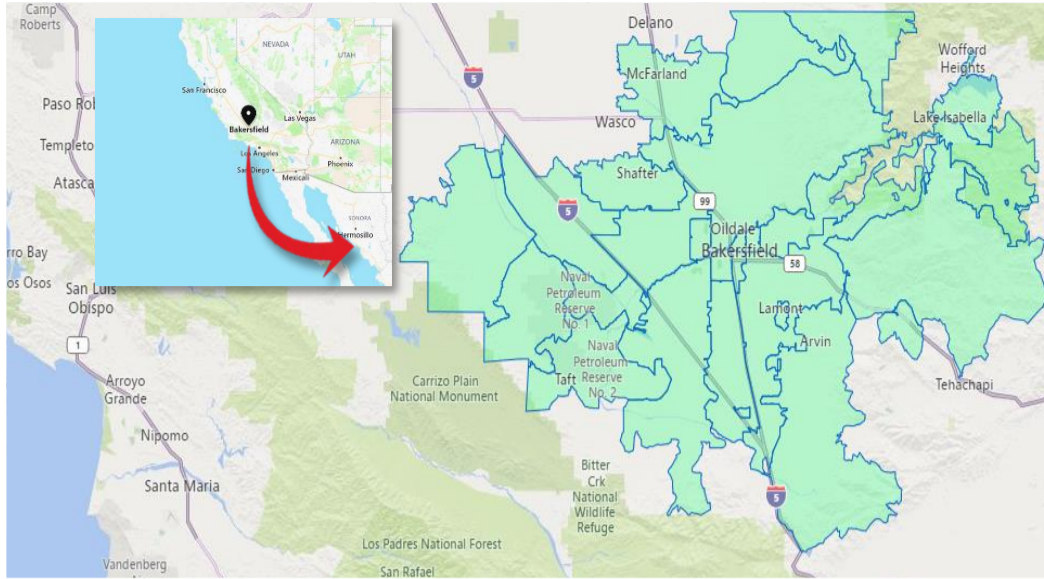 Camp
Roberts
Delano
Wofford
Heights
NEVADA
UTAH
San Francisco
5
McFarland
Paso Rob
Las Vegas
Bakersfield
Wasco
Lake Isabella
ARIZONA
Los Angeles
Templeto
Phoenix
San Diego
Mexicali
Shafter
Atasca
99
5
SONORA
Oildale
Hermosillo
Bakersfield
rro Bay
58
Naval
Petroleum
Reserve
No. 1
os Osos
San Luis
Obispo
Lamont
1
Arvin
Naval
Petroleum
Reserve
No. 2
Taft
Carrizo Plain
National Monument
Arroyo
Grande
Tehachapi
Nipomo
Bitter
Crk
National
Wildlife
Refuge
Santa Maria
5
Los Padres National Forest
Vandenberg
San Rafael